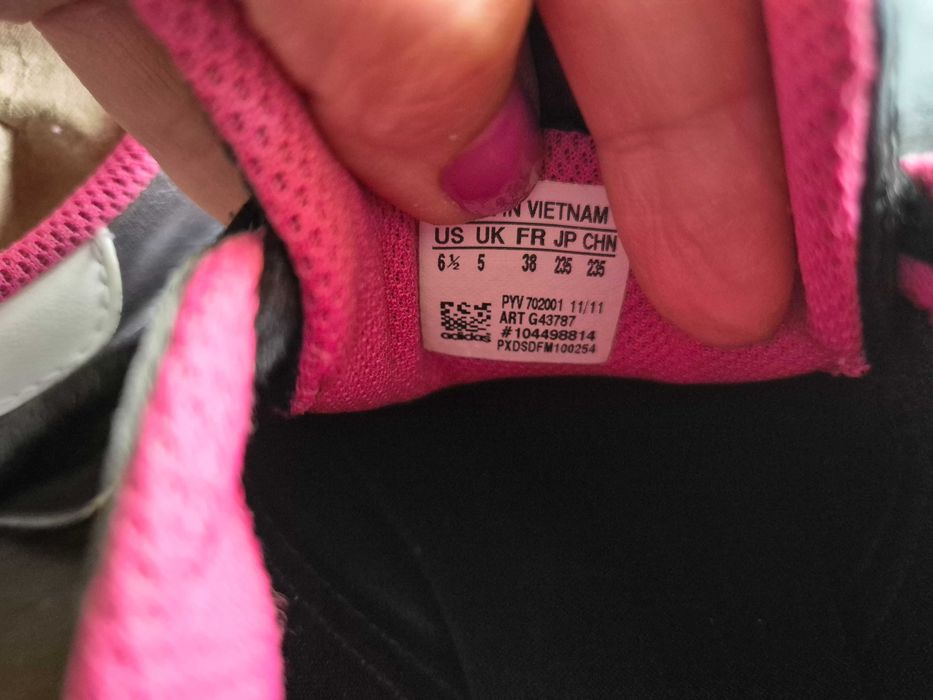 IN VIETNAM
US UK FR JP CHN
6½ 5 38 235 235
PYV 702001 11/11
ART G43787
#104498814
adidas PXDSDFM100254